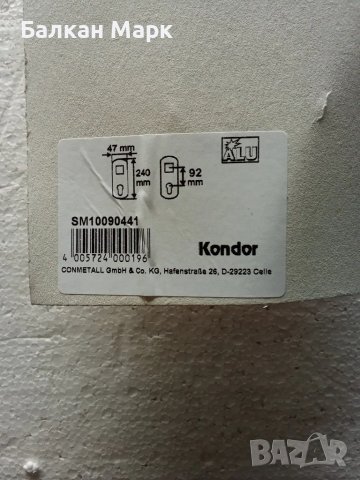 Балкан Марк
47 mm
240 mm
92 mm
ALU
SM10090441
4 005724 000196
Kondor
CONMETALL GmbH & Co. KG, Hafenstraße 26, D-29223 Celle
BAZAR